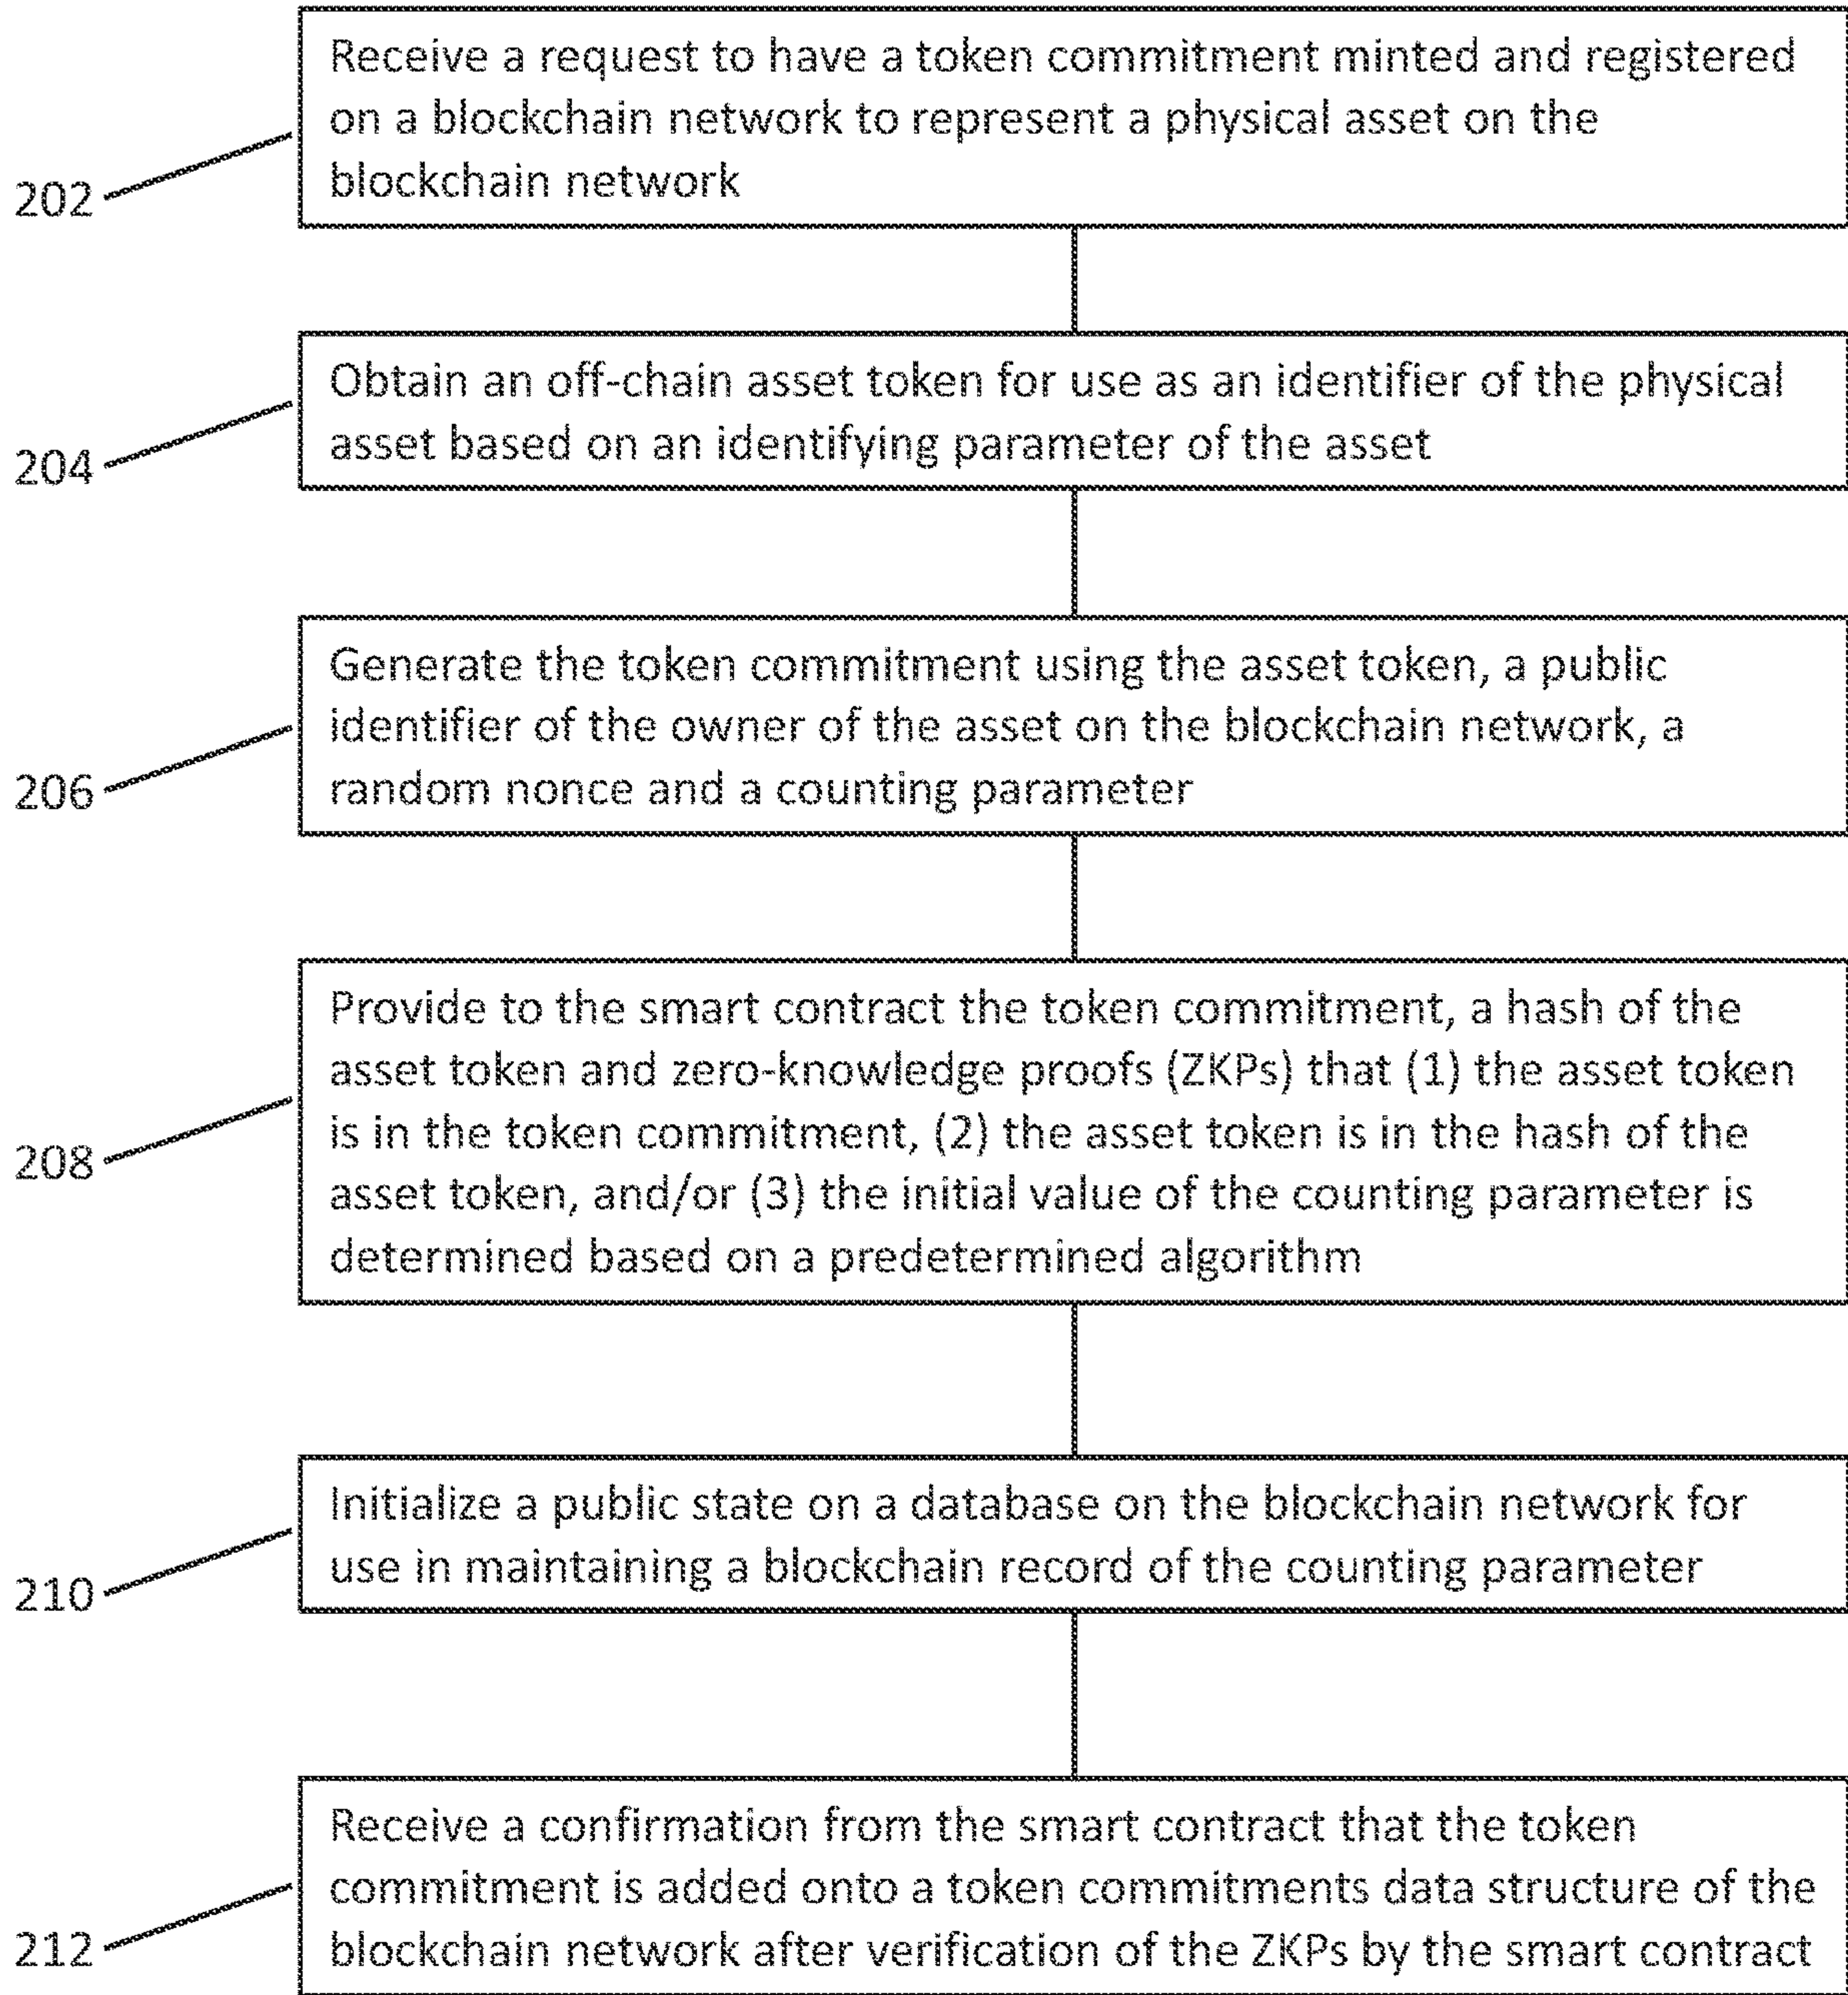 Receive a request to have a token commitment minted and registered
on a blockchain network to represent a physical asset on the
blockchain network
202
Obtain an off-chain asset token for use as an identifier of the physical
asset based on an identifying parameter of the asset
204
Generate the token commitment using the asset token, a public
identifier of the owner of the asset on the blockchain network, a
random nonce and a counting parameter
206
Provide to the smart contract the token commitment, a hash of the
asset token and zero-knowledge proofs (ZKPs) that (1) the asset token
is in the token commitment, (2) the asset token is in the hash of the
asset token, and/or (3) the initial value of the counting parameter is
determined based on a predetermined algorithm
208
Initialize a public state on a database on the blockchain network for
use in maintaining a blockchain record of the counting parameter
210
Receive a confirmation from the smart contract that the token
commitment is added onto a token commitments data structure of the
blockchain network after verification of the ZKPs by the smart contract
212